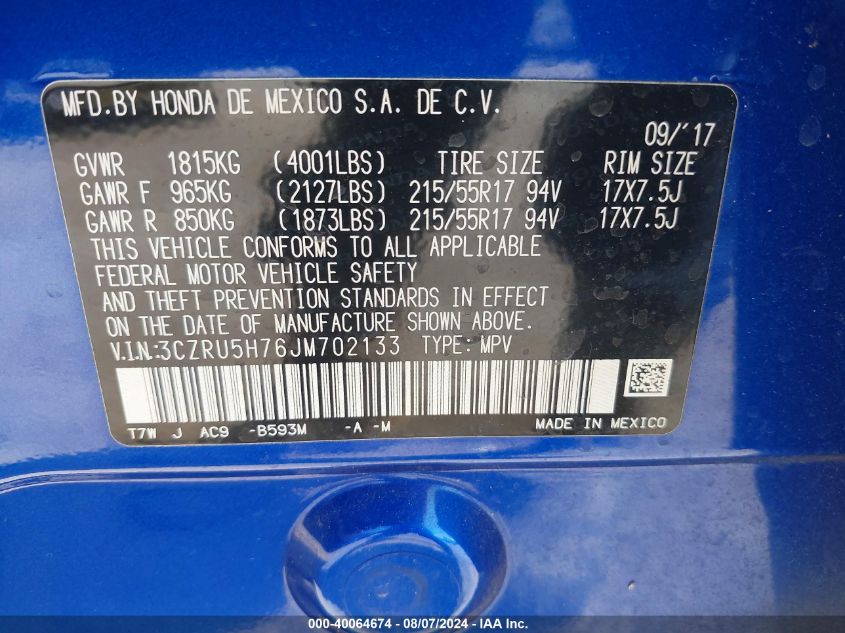 MFD.BY HONDA DE MEXICO S.A. DE C.V.
09/'17
GVWR 1815KG (4001LBS) TIRE SIZE RIM SIZE
GAWR F 965KG (2127LBS) 215/55R17 94V 17X7.5J
GAWR R 850KG (1873LBS) 215/55R17 94V 17X7.5J
THIS VEHICLE CONFORMS TO ALL APPLICABLE
FEDERAL MOTOR VEHICLE SAFETY
AND THEFT PREVENTION STANDARDS IN EFFECT
ON THE DATE OF MANUFACTURE SHOWN ABOVE.
V.I.N.:3CZRU5H76JM702133 TYPE: MPV
T7W J AC9 -B593M -A -M MADE IN MEXICO
000-40064674 - 08/07/2024 - IAA Inc.